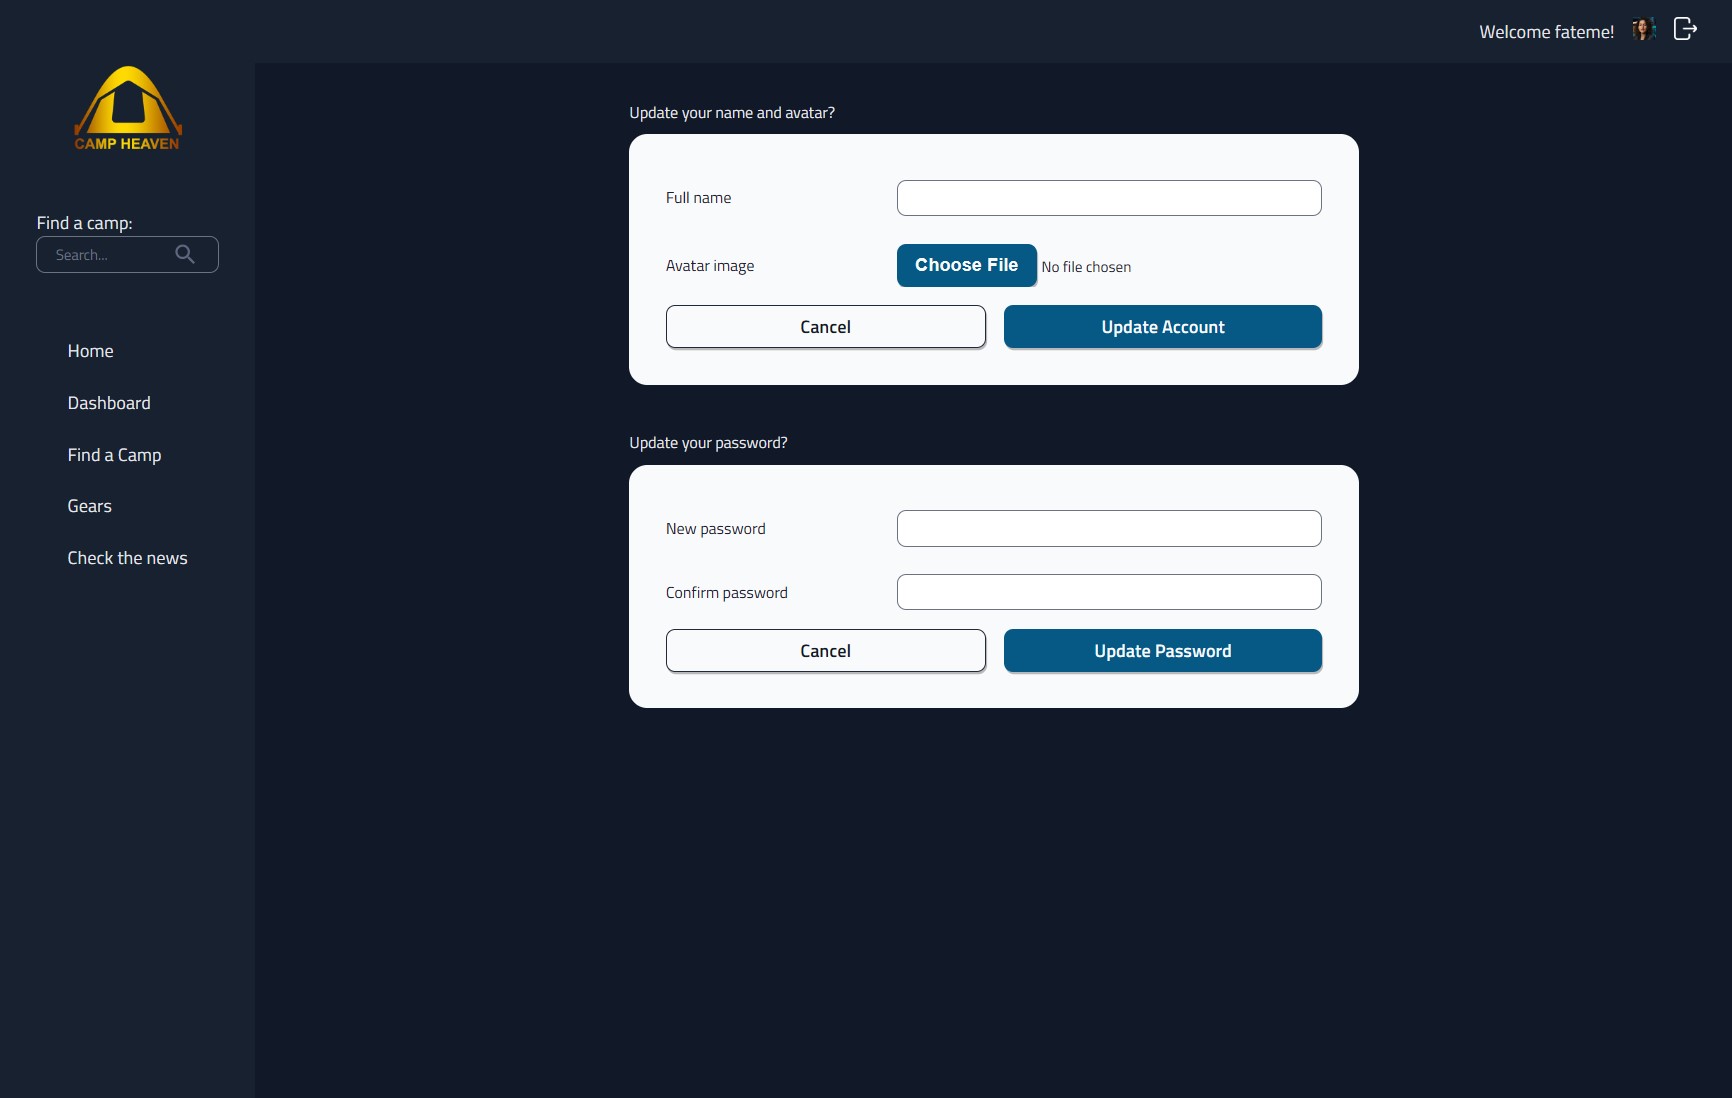 Welcome fateme!
CAMP HEAVEN
Find a camp:
Search...
Home
Dashboard
Find a Camp
Gears
Check the news
Update your name and avatar?
Full name
Avatar image
Choose File No file chosen
Cancel
Update Account
Update your password?
New password
Confirm password
Cancel
Update Password